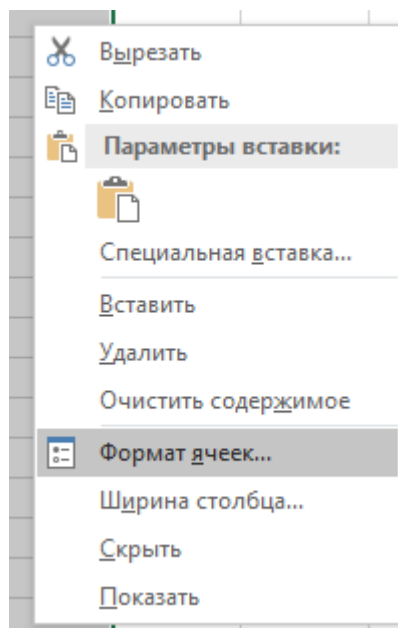 Вырезать
Копировать
Параметры вставки:
Специальная вставка...
Вставить
Удалить
Очистить содержимое
Формат ячеек...
Ширина столбца...
Скрыть
Показать